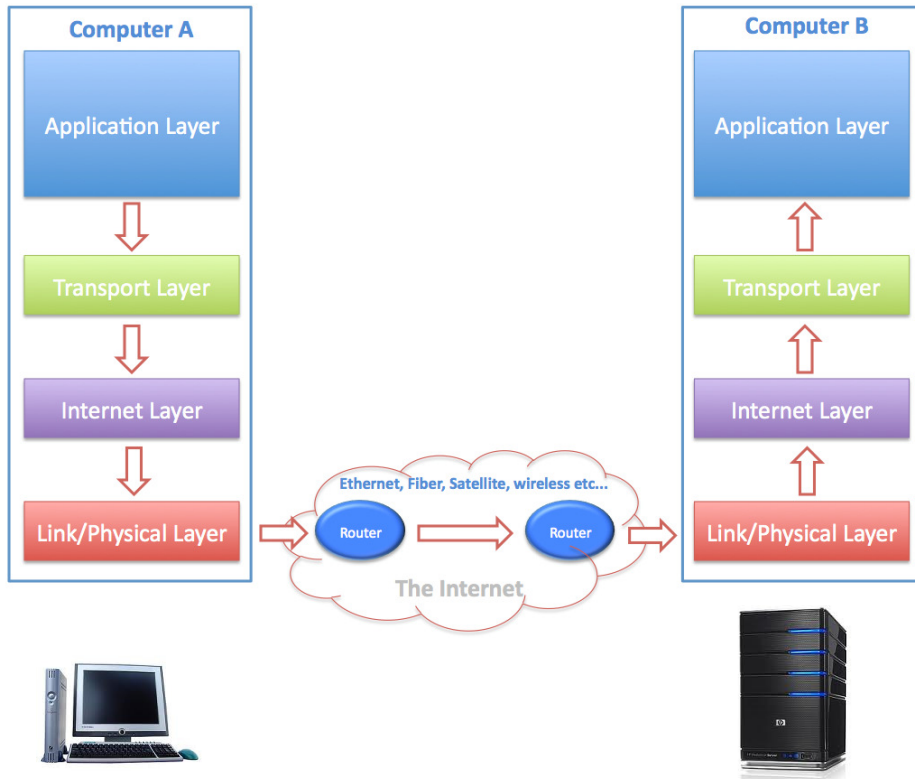 Computer A
Application Layer
Transport Layer
Internet Layer
Link/Physical Layer
Ethernet, Fiber, Satellite, wireless etc...
Router
Router
The Internet
Computer B
Application Layer
Transport Layer
Internet Layer
Link/Physical Layer
hp